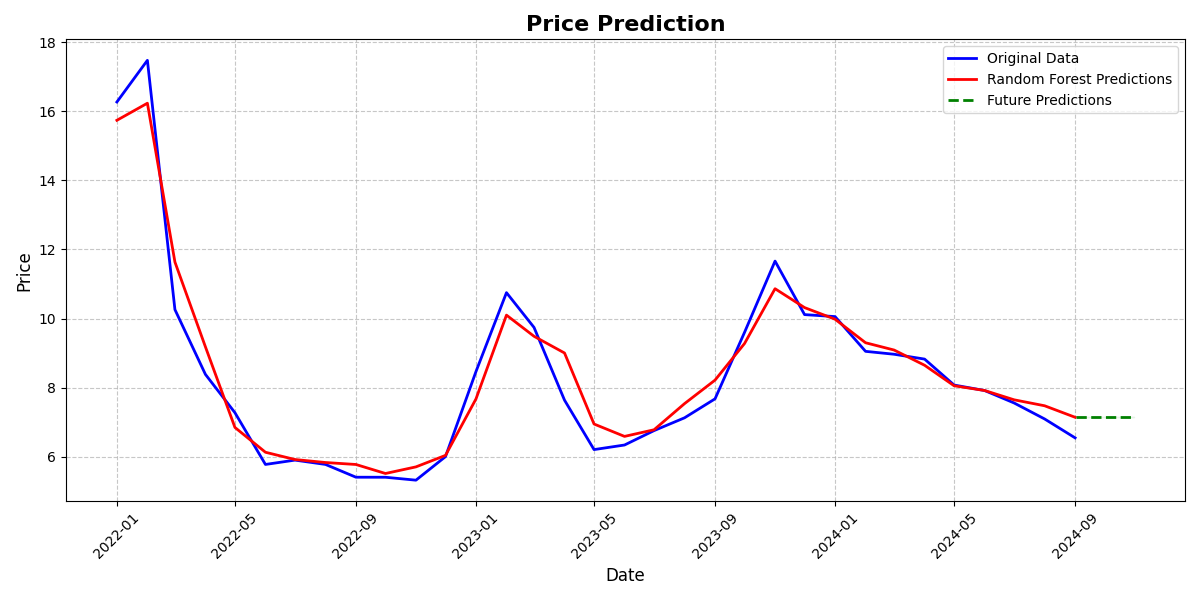 Price Prediction
Original Data
Random Forest Predictions
Future Predictions
Price
18
16
14
12
10
8
6
2022-01
2022-05
2022-09
2023-01
2023-05
2023-09
2024-01
2024-05
2024-09
Date